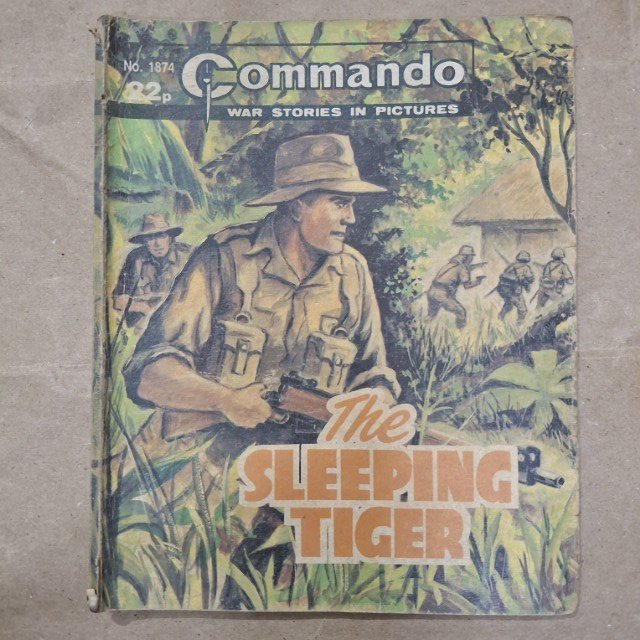 No. 1874
Commando
22p
WAR STORIES IN PICTURES
The
SLEEPING
TIGER